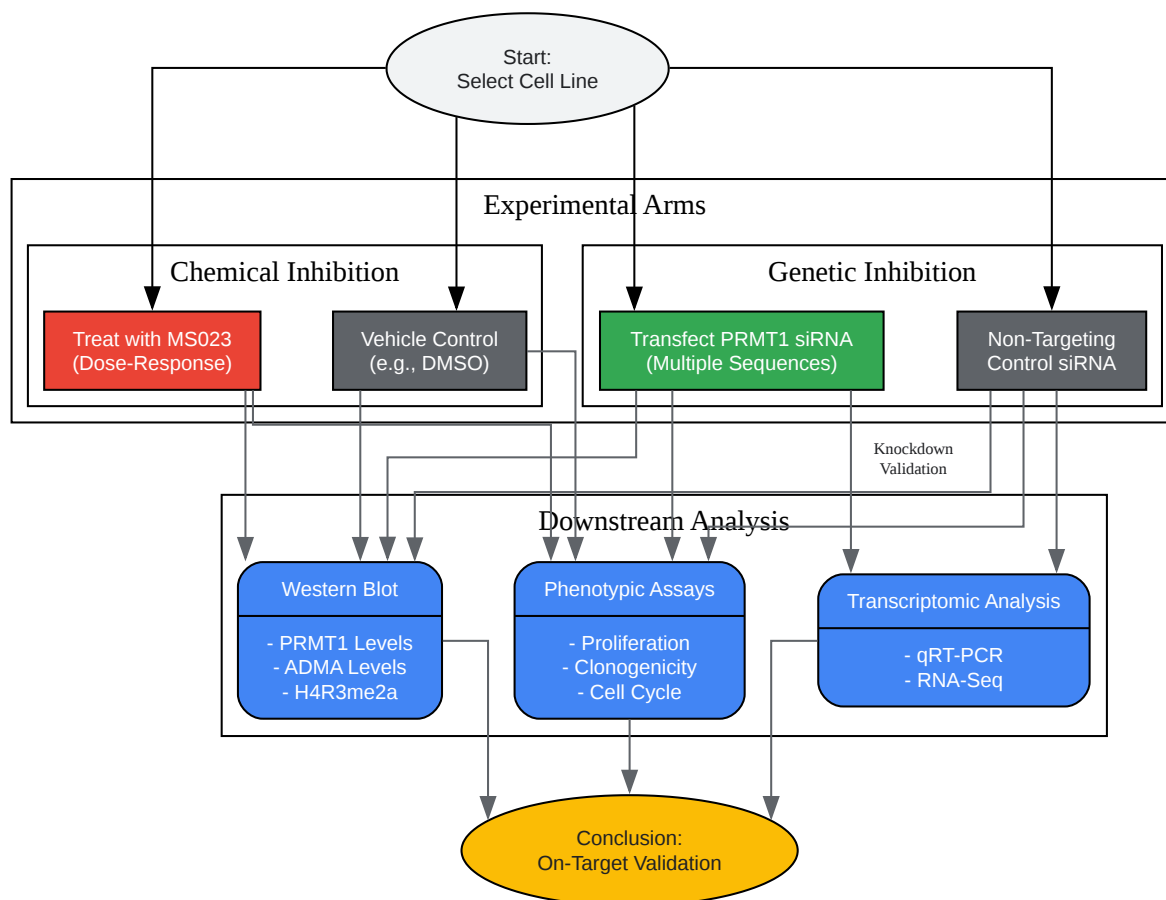 Start:
Select Cell Line
Experimental Arms
Chemical Inhibition
Genetic Inhibition
Treat with MS023
(Dose-Response)
Vehicle Control
(e.g., DMSO)
Transfect PRMT1 siRNA
(Multiple Sequences)
Non-Targeting
Control siRNA
Knockdown
Validation
Downstream Analysis
Western Blot
- PRMT1 Levels
- ADMA Levels
- H4R3me2a
Phenotypic Assays
- Proliferation
- Clonogenicity
- Cell Cycle
Transcriptomic Analysis
- qRT-PCR
- RNA-Seq
Conclusion:
On-Target Validation